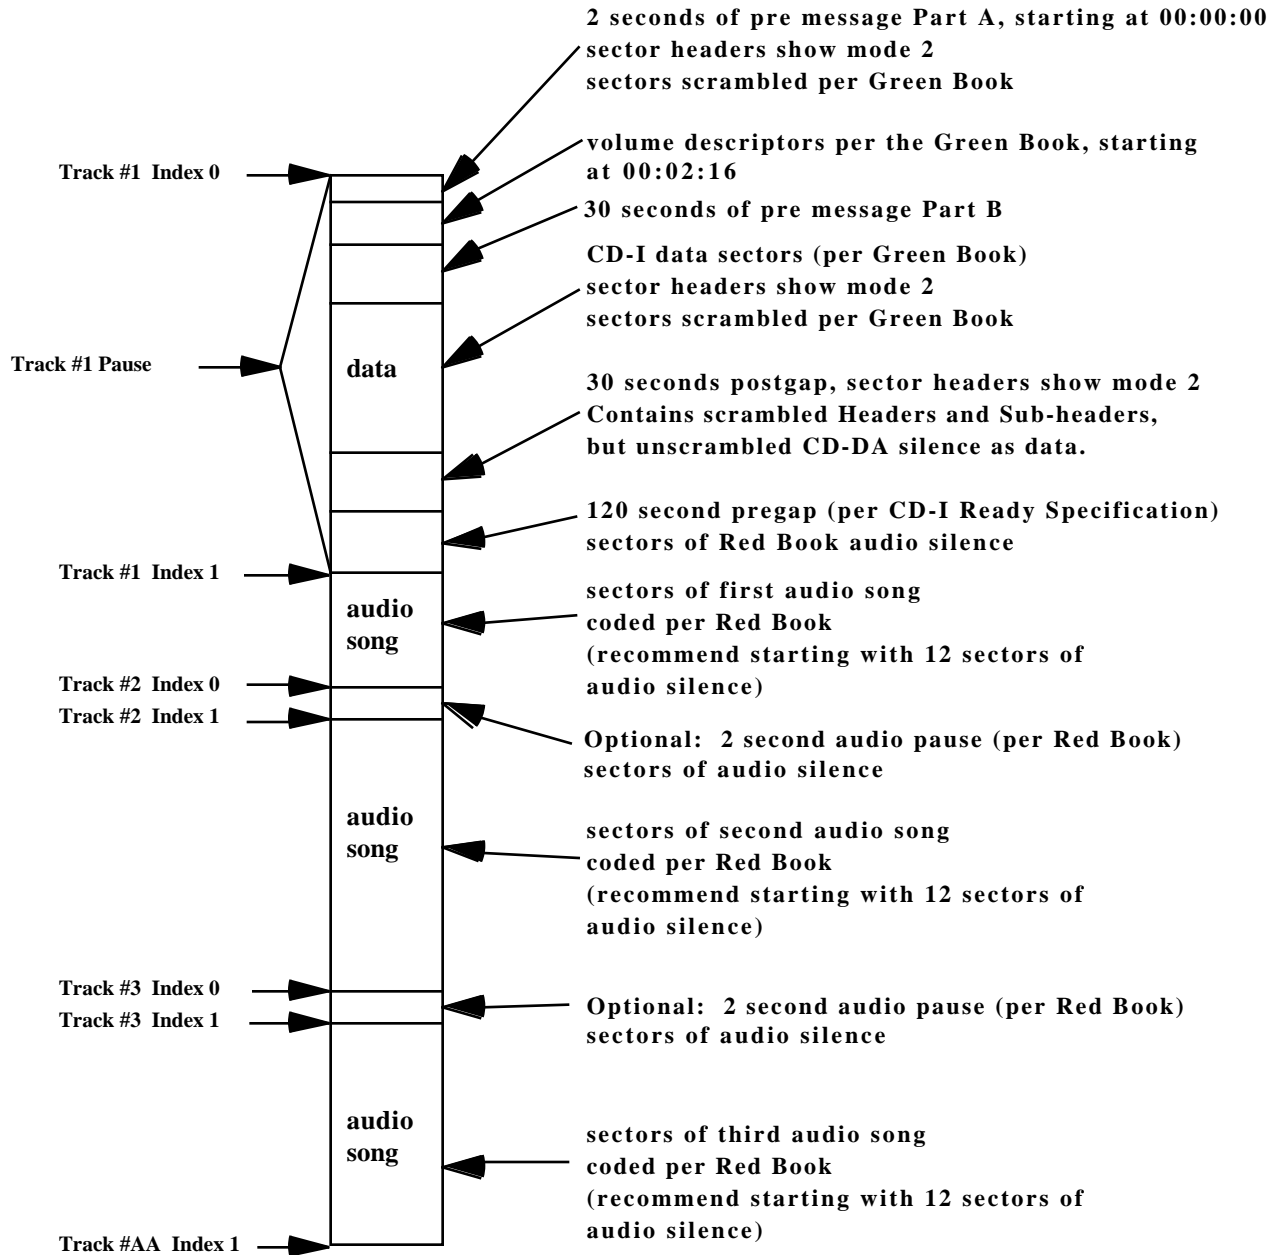 2 seconds of pre message Part A, starting at 00:00:00
sector headers show mode 2
sectors scrambled per Green Book
volume descriptors per the Green Book, starting
at 00:02:16
Track #1 Index 0
30 seconds of pre message Part B
CD-I data sectors (per Green Book)
sector headers show mode 2
sectors scrambled per Green Book
Track #1 Pause
data
30 seconds postgap, sector headers show mode 2
Contains scrambled Headers and Sub-headers,
but unscrambled CD-DA silence as data.
120 second pregap (per CD-I Ready Specification)
sectors of Red Book audio silence
Track #1 Index 1
audio
song
sectors of first audio song
coded per Red Book
(recommend starting with 12 sectors of
audio silence)
Track #2 Index 0
Track #2 Index 1
Optional: 2 second audio pause (per Red Book)
sectors of audio silence
audio
song
sectors of second audio song
coded per Red Book
(recommend starting with 12 sectors of
audio silence)
Track #3 Index 0
Track #3 Index 1
Optional: 2 second audio pause (per Red Book)
sectors of audio silence
audio
song
sectors of third audio song
coded per Red Book
(recommend starting with 12 sectors of
audio silence)
Track #AA Index 1